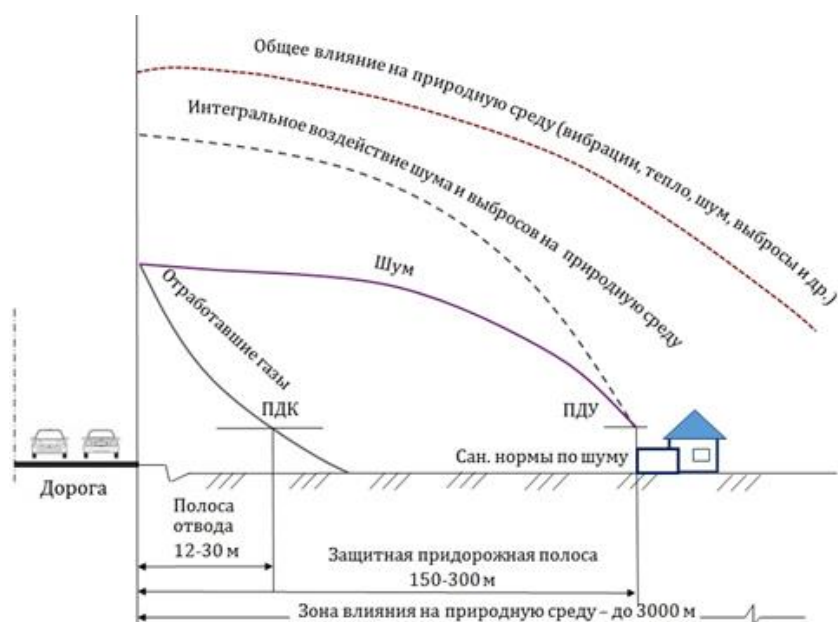 Общее влияние на природную среду (вибрации, тепло, шум, выбросы и др.)
Интегральное воздействие шума и выбросов на природную среду
Шум
Отработавшие газы
ПДК
ПДУ
Сан. нормы по шуму
Дорога
Полоса
отвода
12-30 м
Защитная придорожная полоса
150-300 м
Зона влияния на природную среду – до 3000 м